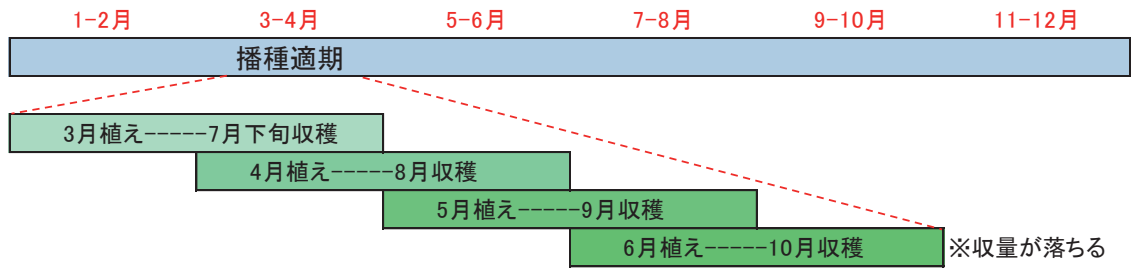 1-2月 3-4月 5-6月 7-8月 9-10月 11-12月
播種適期
3月植え-----7月下旬収穫
4月植え-----8月収穫
5月植え-----9月収穫
6月植え-----10月収穫 ※収量が落ちる